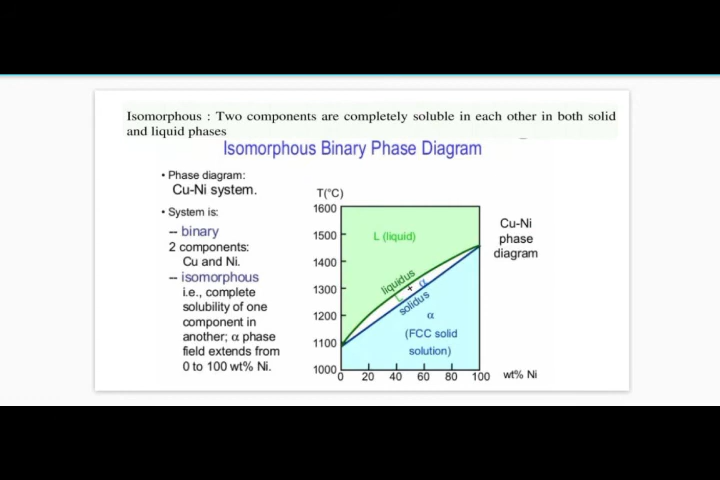 Isomorphous : Two components are completely soluble in each other in both solid
and liquid phases
Isomorphous Binary Phase Diagram
• Phase diagram:
Cu-Ni system.
• System is:
-- binary
2 components:
Cu and Ni.
-- isomorphous
i.e., complete
solubility of one
component in
another; α phase
field extends from
0 to 100 wt% Ni.
T(°C)
1600
1500
1400
1300
1200
1100
1000
L (liquid)
liquidus
L + α
solidus
α
(FCC solid
solution)
0 20 40 60 80 100 wt% Ni
Cu-Ni
phase
diagram